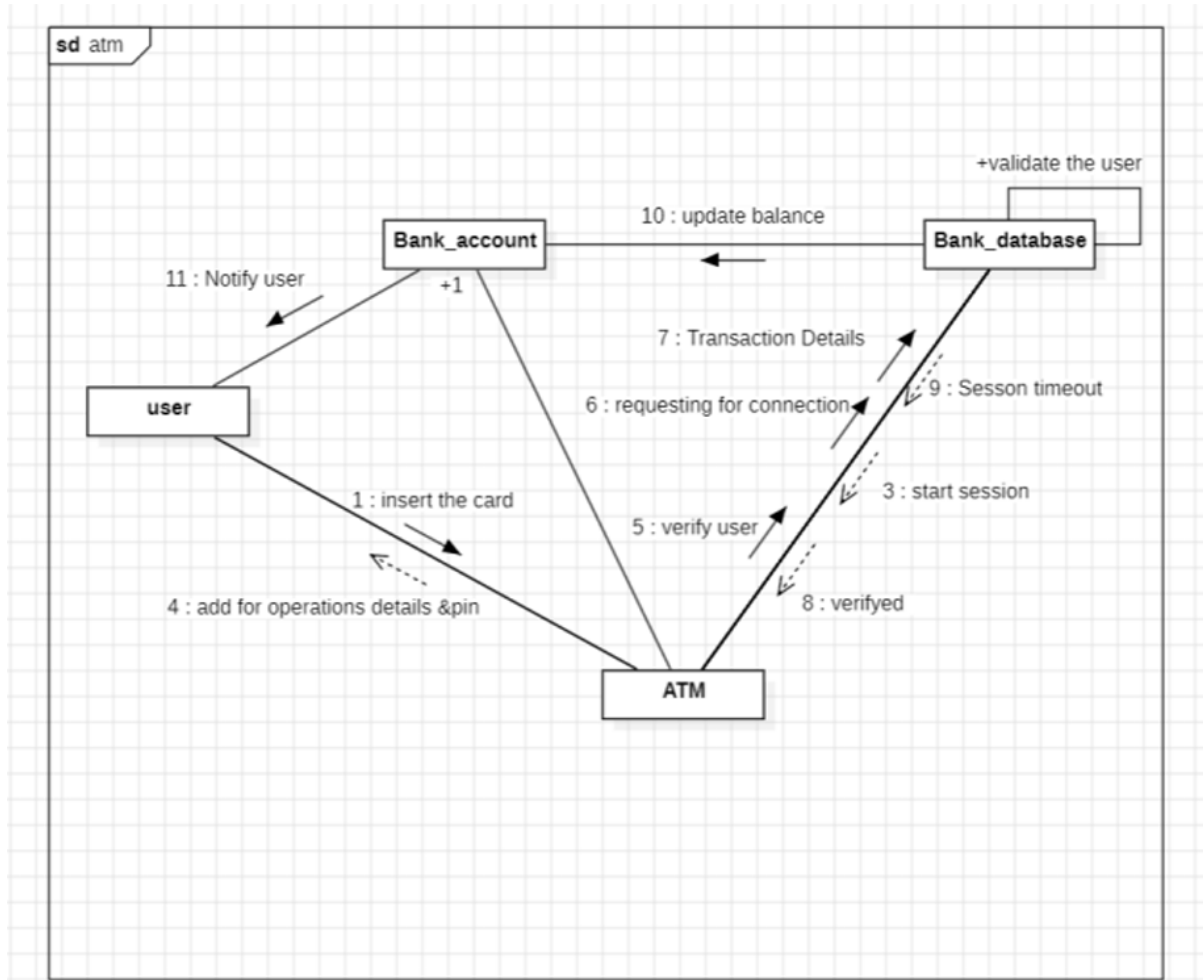 sd atm
+validate the user
10 : update balance
Bank_account
Bank_database
11 : Notify user
+1
7 : Transaction Details
9 : Sesson timeout
user
6 : requesting for connection
1 : insert the card
3 : start session
5 : verify user
4 : add for operations details &pin
8 : verifyed
ATM